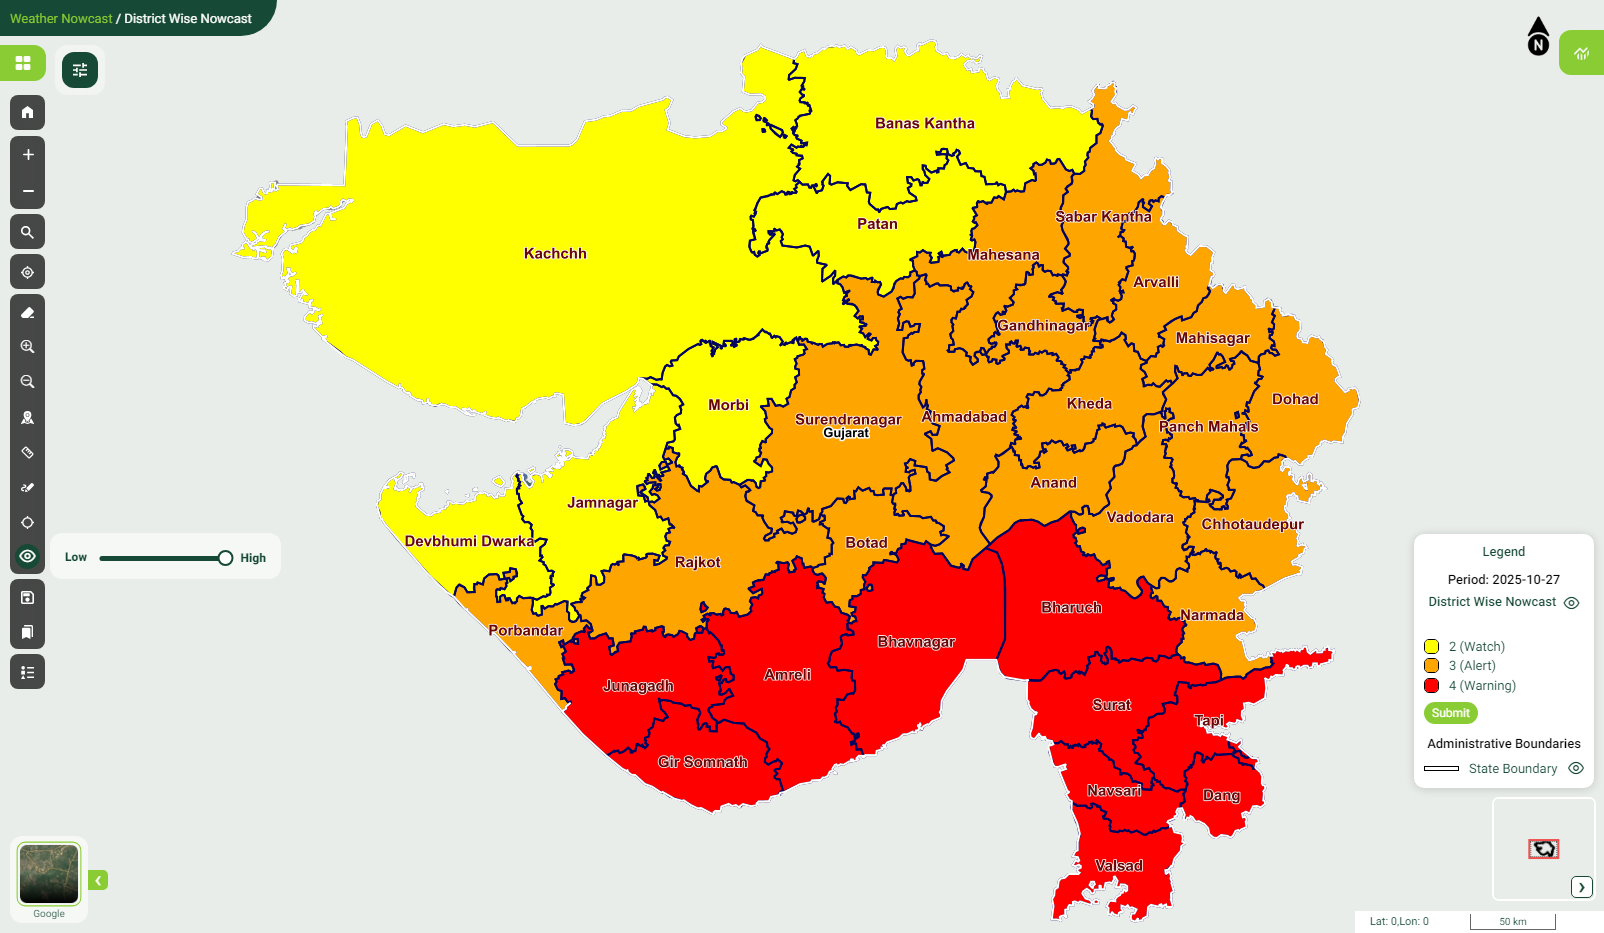 Weather Nowcast / District Wise Nowcast
N
Banas Kantha
Patan
Kachchh
Sabar Kantha
Mahesana
Arvalli
Gandhinagar
Mahisagar
Morbi
Surendranagar
Gujarat
Ahmadabad
Kheda
Dohad
Panch Mahals
Anand
Jamnagar
Vadodara
Chhotaudepur
Devbhumi Dwarka
Botad
Rajkot
Low
High
Bharuch
Narmada
Porbandar
Bhavnagar
Amreli
Junagadh
Surat
Tapi
Gir Somnath
Navsari
Dang
Valsad
Legend
Period: 2025-10-27
District Wise Nowcast
2 (Watch)
3 (Alert)
4 (Warning)
Submit
Administrative Boundaries
State Boundary
Google
Lat: 0,Lon: 0
50 km